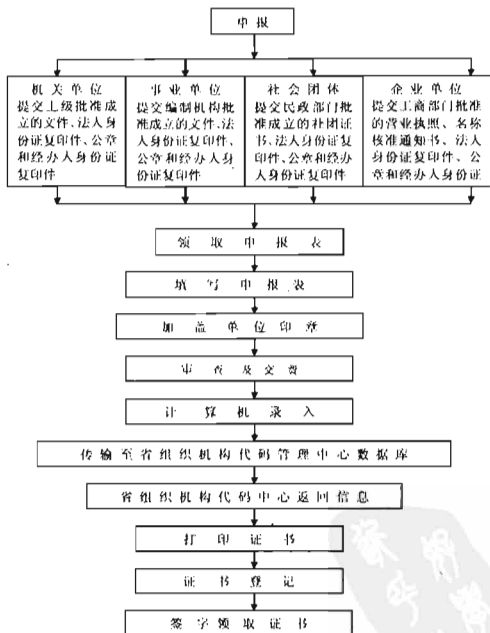 申报
机关单位
提交上级批准成
立的文件、法人身
份证复印件、公章
和经办人身份证
复印件
事业单位
提交编制机构批
准成立的文件、法
人身份证复印件、
公章和经办人身
份证复印件
社会团体
提交民政部门批
准成立的社团证
书、法人身份证复
印件、公章和经办
人身份证复印件
企业单位
提交工商部门批准
的营业执照、名称
核准通知书、法人
身份证复印件、公
章和经办人身份证
领取申报表
填写申报表
加盖单位印章
审查及交费
计算机录入
传输至省组织机构代码管理中心数据库
省组织机构代码中心返回信息
打印证书
证书登记
签字领取证书